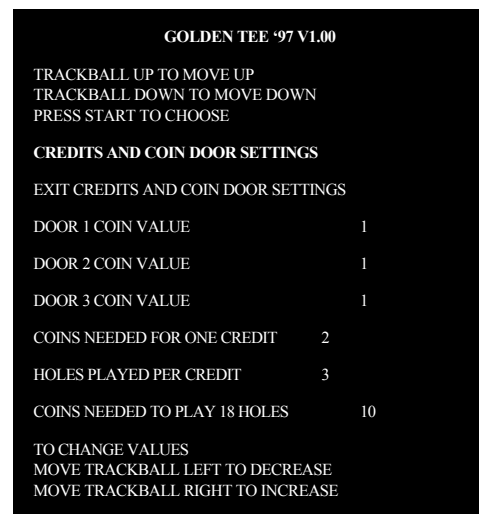 GOLDEN TEE ‘97 V1.00
TRACKBALL UP TO MOVE UP
TRACKBALL DOWN TO MOVE DOWN
PRESS START TO CHOOSE
CREDITS AND COIN DOOR SETTINGS
EXIT CREDITS AND COIN DOOR SETTINGS
DOOR 1 COIN VALUE 1
DOOR 2 COIN VALUE 1
DOOR 3 COIN VALUE 1
COINS NEEDED FOR ONE CREDIT 2
HOLES PLAYED PER CREDIT 3
COINS NEEDED TO PLAY 18 HOLES 10
TO CHANGE VALUES
MOVE TRACKBALL LEFT TO DECREASE
MOVE TRACKBALL RIGHT TO INCREASE